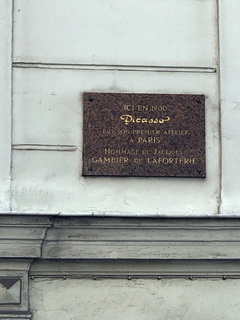 ICI EN 1900
Picasso
EUT SON PREMIER ATELIER
A PARIS
HOMMAGE DE JACQUES
GAMBIER DE LAFORTERIE